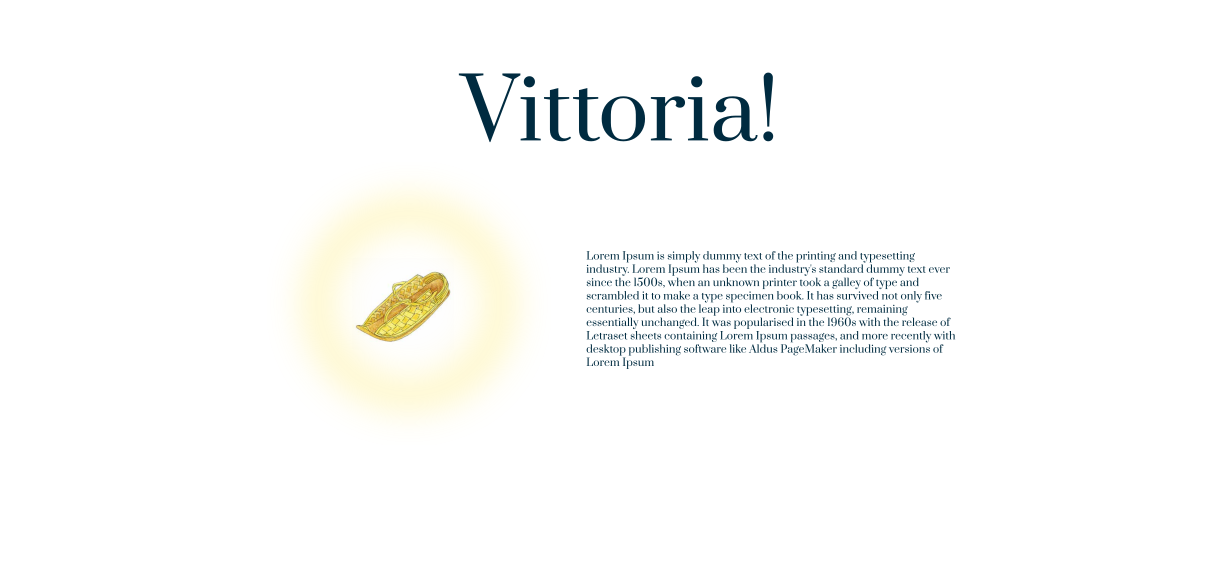 Vittoria!
Lorem Ipsum is simply dummy text of the printing and typesetting
industry. Lorem Ipsum has been the industry's standard dummy text ever
since the 1500s, when an unknown printer took a galley of type and
scrambled it to make a type specimen book. It has survived not only five
centuries, but also the leap into electronic typesetting, remaining
essentially unchanged. It was popularised in the 1960s with the release of
Letraset sheets containing Lorem Ipsum passages, and more recently with
desktop publishing software like Aldus PageMaker including versions of
Lorem Ipsum